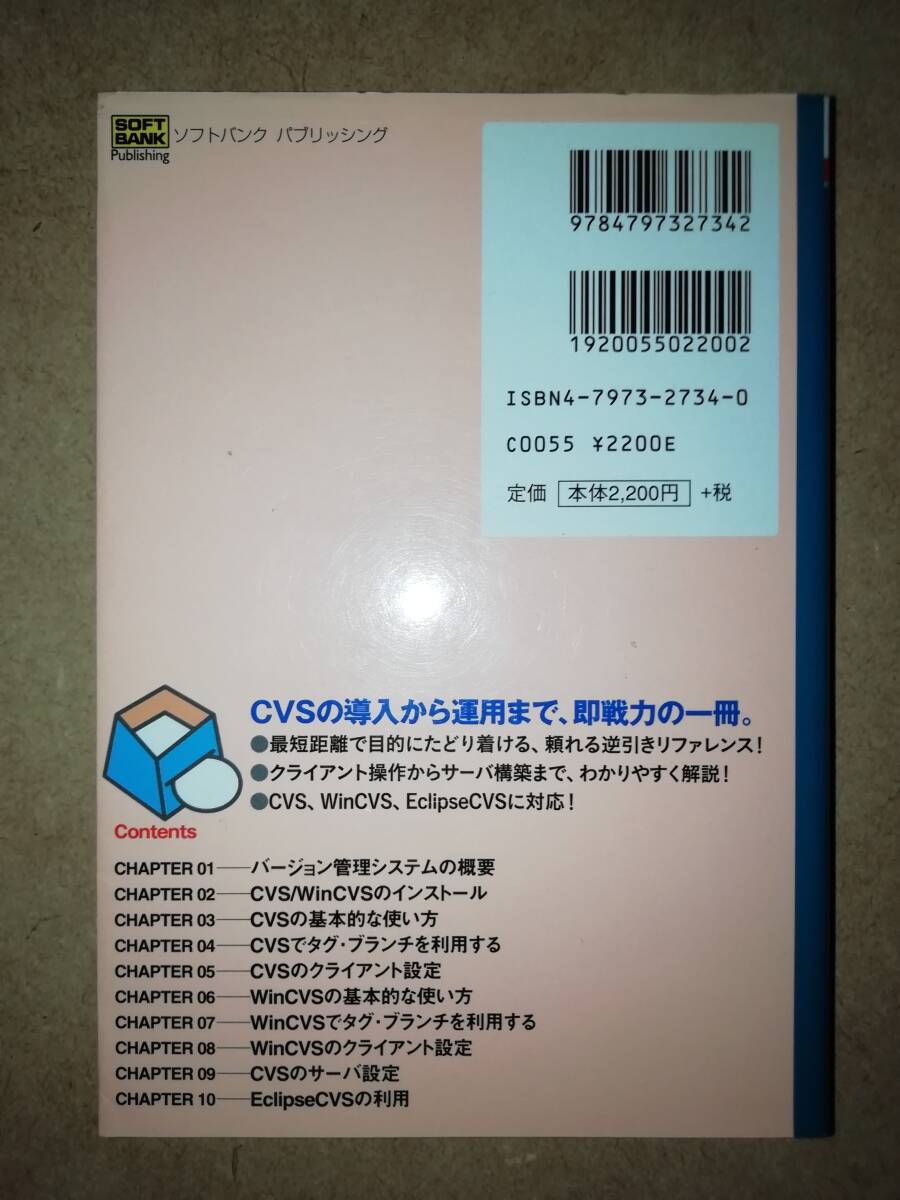 SOFT
BANK
Publishing
ソフトバンク パブリッシング
9784797327342
1920055022002
ISBN4-7973-2734-0
C0055 ¥2200E
定価 本体2,200円 +税
CVSの導入から運用まで、即戦力の一冊。
●最短距離で目的にたどり着ける、頼れる逆引きリファレンス!
●クライアント操作からサーバ構築まで、わかりやすく解説!
●CVS、WinCVS、EclipseCVSに対応!
Contents
CHAPTER 01──バージョン管理システムの概要
CHAPTER 02──CVS/WinCVSのインストール
CHAPTER 03──CVSの基本的な使い方
CHAPTER 04──CVSでタグ・ブランチを利用する
CHAPTER 05──CVSのクライアント設定
CHAPTER 06──WinCVSの基本的な使い方
CHAPTER 07──WinCVSでタグ・ブランチを利用する
CHAPTER 08──WinCVSのクライアント設定
CHAPTER 09──CVSのサーバ設定
CHAPTER 10──EclipseCVSの利用